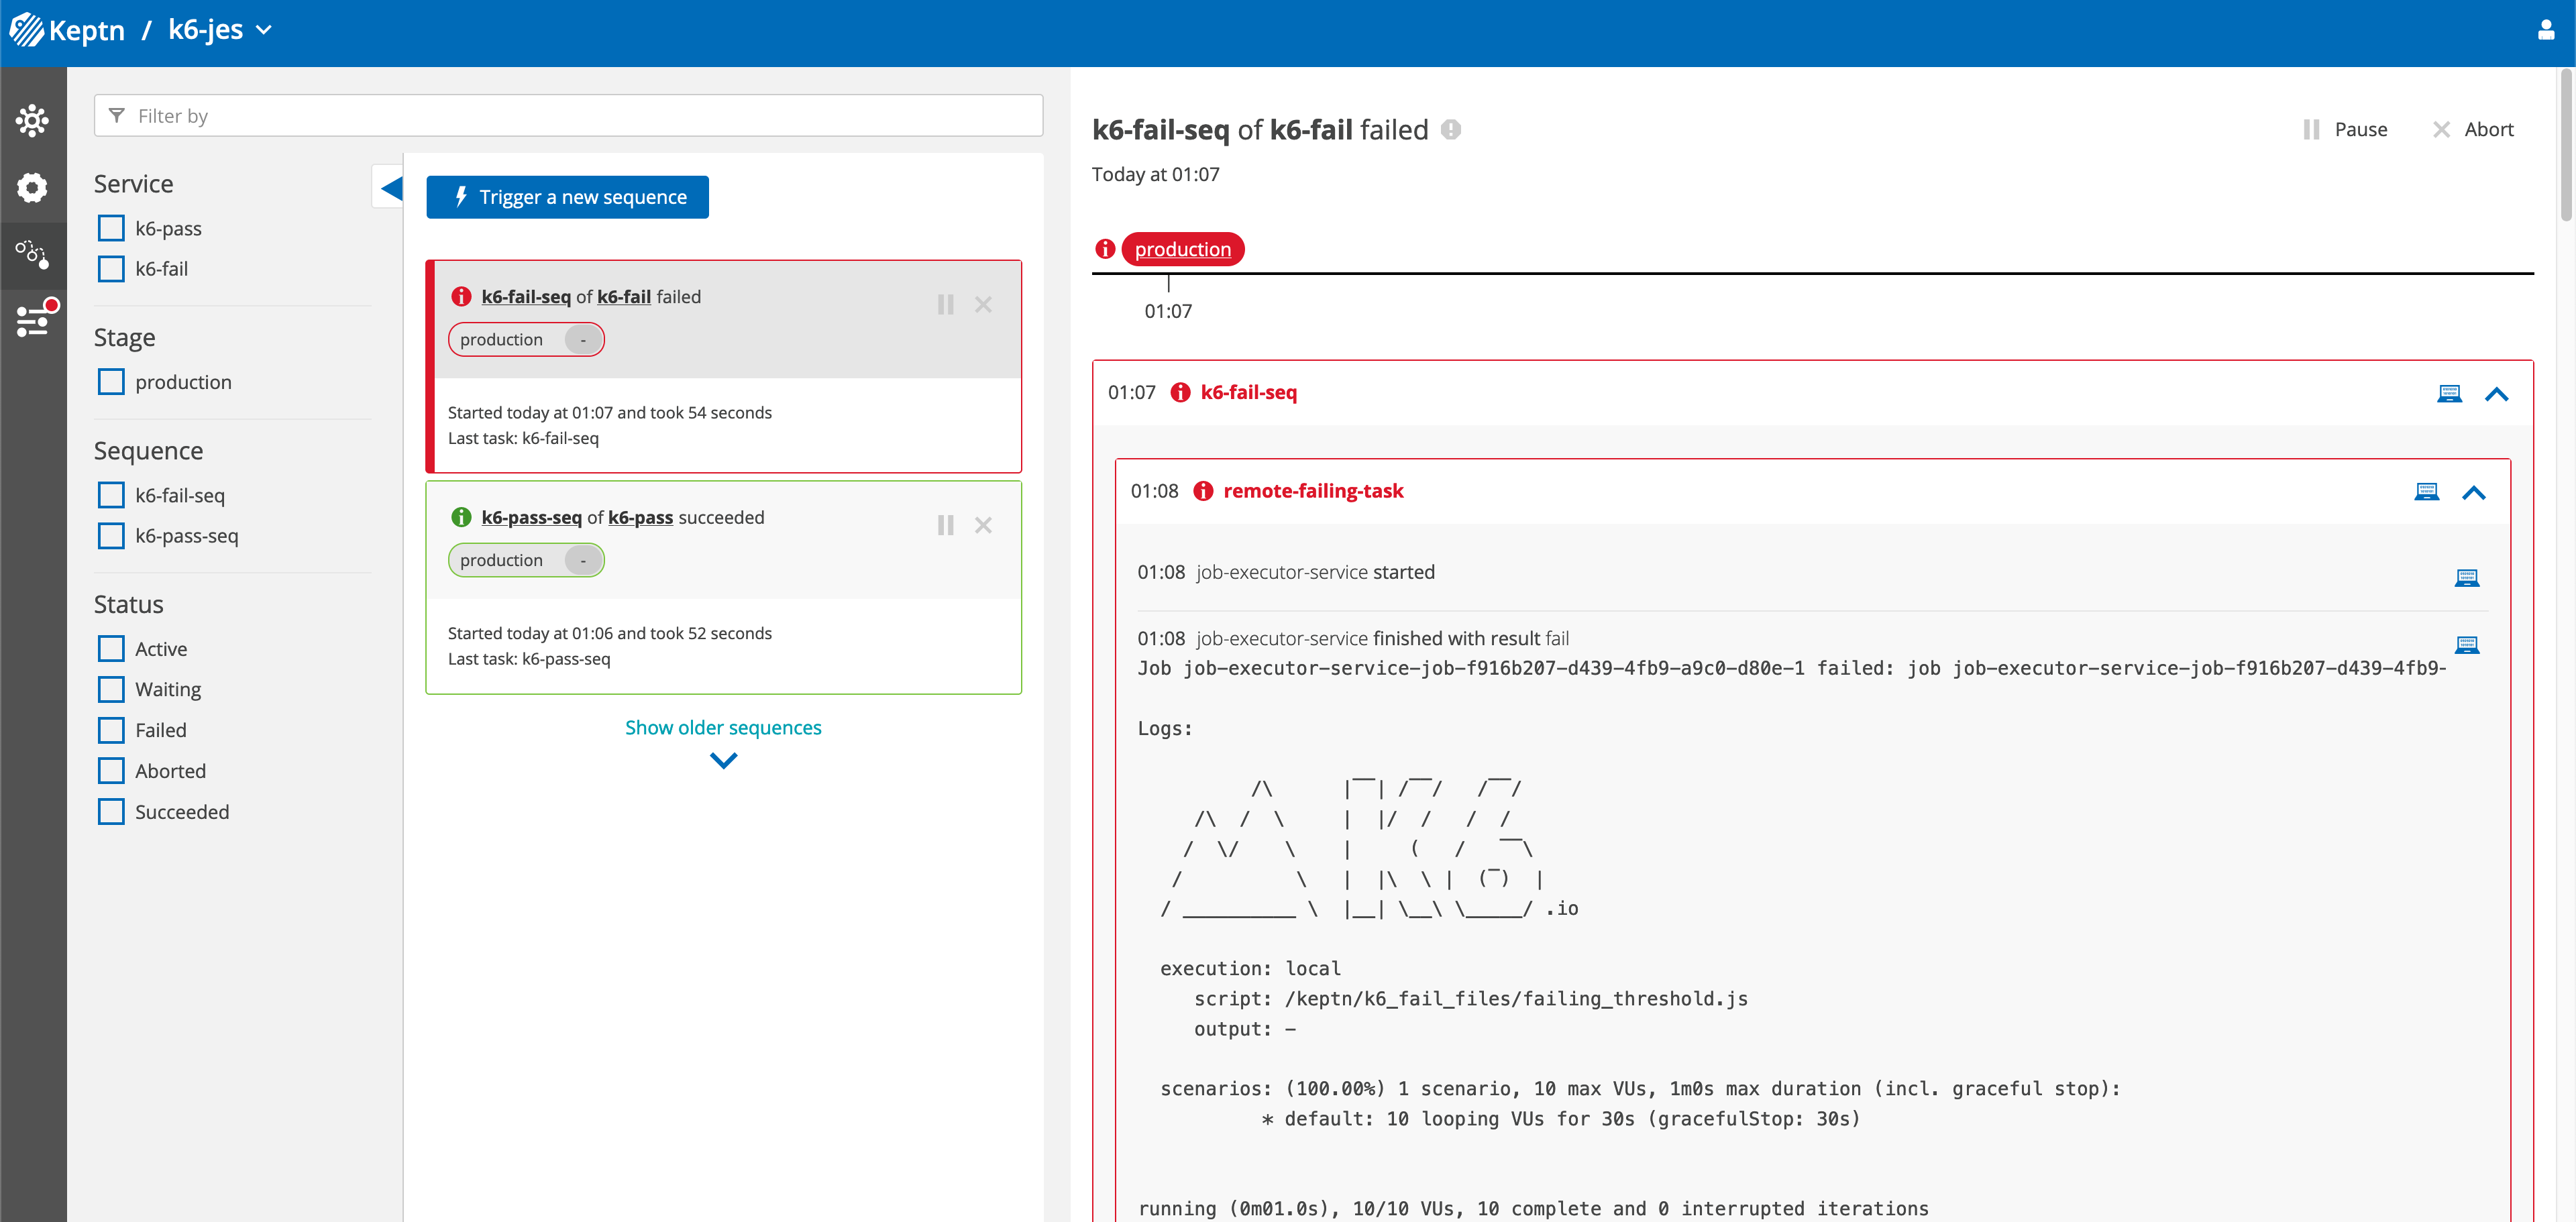 Keptn / k6-jes
Filter by
Service
k6-pass
k6-fail
Stage
production
Sequence
k6-fail-seq
k6-pass-seq
Status
Active
Waiting
Failed
Aborted
Succeeded
Trigger a new sequence
k6-fail-seq of k6-fail failed
production -
Started today at 01:07 and took 54 seconds
Last task: k6-fail-seq
k6-pass-seq of k6-pass succeeded
production -
Started today at 01:06 and took 52 seconds
Last task: k6-pass-seq
Show older sequences
k6-fail-seq of k6-fail failed
Pause
Abort
Today at 01:07
production
01:07
01:07 k6-fail-seq
01:08 remote-failing-task
01:08 job-executor-service started
01:08 job-executor-service finished with result fail
Job job-executor-service-job-f916b207-d439-4fb9-a9c0-d80e-1 failed: job job-executor-service-job-f916b207-d439-4fb9-
Logs:
          /\      |‾‾| /‾‾/   /‾‾/
     /\  /  \     |  |/  /   /  /
    /  \/    \    |     (   /   ‾‾\
   /          \   |  |\  \ |  (‾)  |
  / __________ \  |__| \__\ \_____/ .io
execution: local
script: /keptn/k6_fail_files/failing_threshold.js
output: -
scenarios: (100.00%) 1 scenario, 10 max VUs, 1m0s max duration (incl. graceful stop):
* default: 10 looping VUs for 30s (gracefulStop: 30s)
running (0m01.0s), 10/10 VUs, 10 complete and 0 interrupted iterations